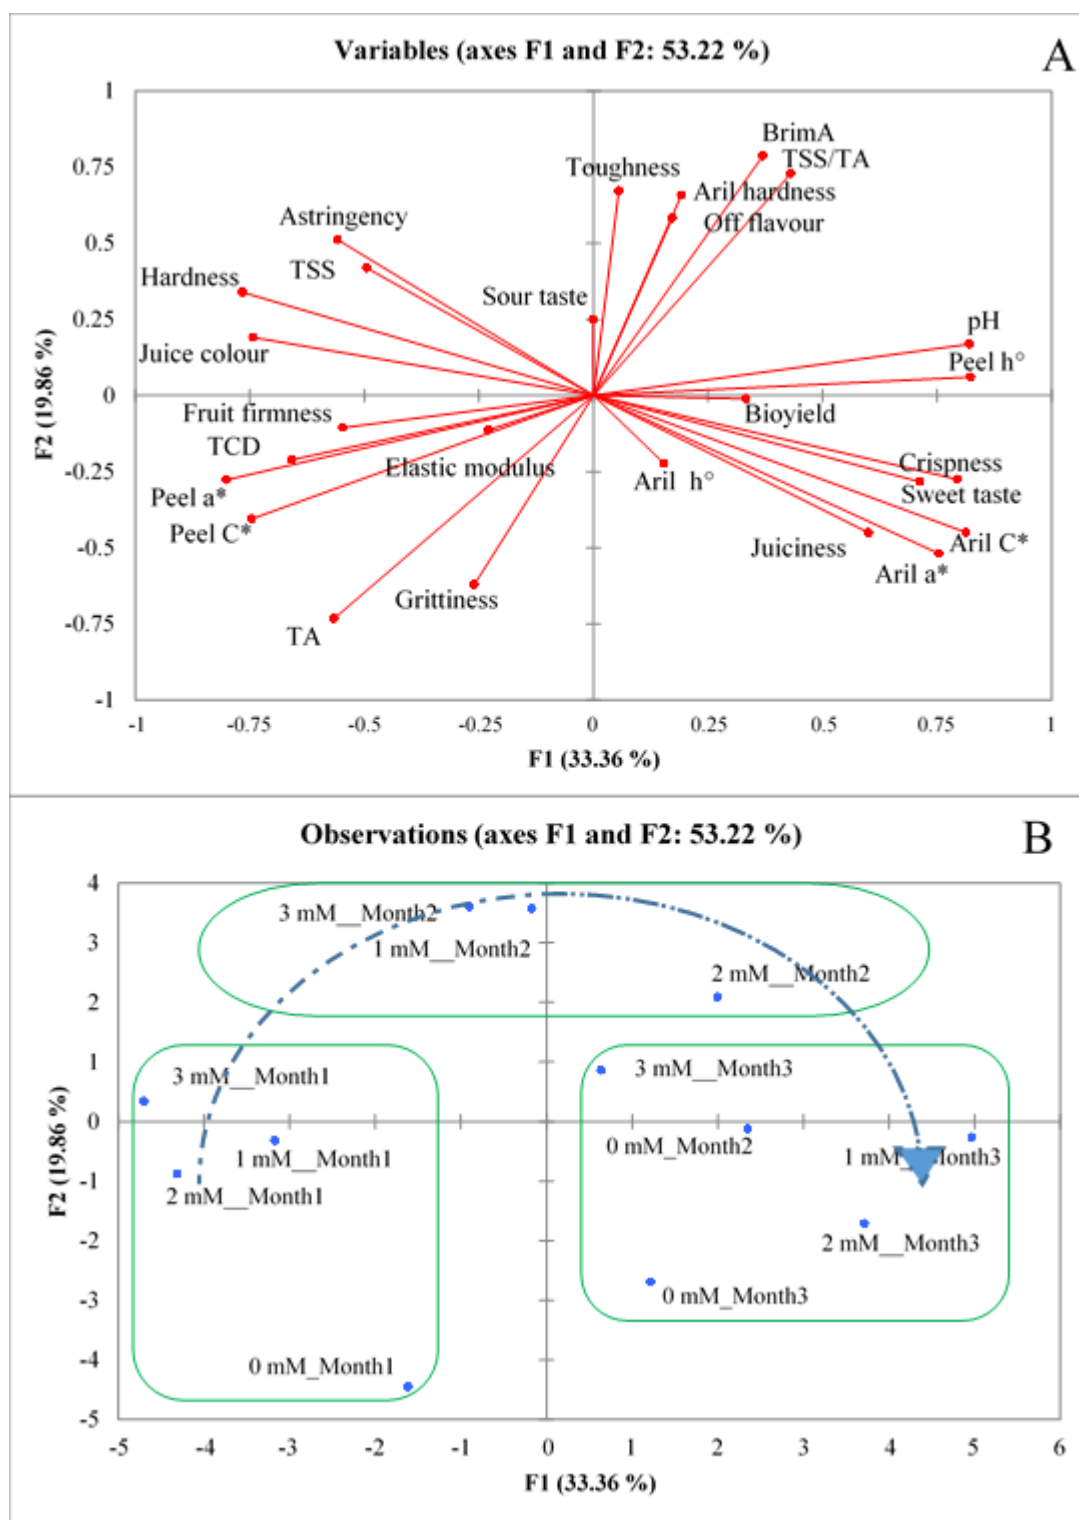 Variables (axes F1 and F2: 53.22 %)
A
1
BrimA
0.75
Toughness
TSS/TA
Aril hardness
Astringency
Off flavour
0.5
TSS
Hardness
Sour taste
0.25
pH
Juice colour
Peel h°
0
Fruit firmness
Bioyield
TCD
Elastic modulus
Crispness
-0.25
Aril h°
Peel a*
Sweet taste
Peel C*
Juiciness
Aril C*
-0.5
Aril a*
Grittiness
-0.75
TA
-1
-1 -0.75 -0.5 -0.25 0 0.25 0.5 0.75 1
F1 (33.36 %)
F2 (19.86 %)
Observations (axes F1 and F2: 53.22 %)
B
4
3 mM__Month2
3
1 mM__Month2
2 mM__Month2
2
1
3 mM__Month1
3 mM__Month3
0
0 mM_Month2
1 mM__Month1
1 mM__Month3
-1
2 mM__Month1
2 mM__Month3
-2
-3
0 mM_Month3
-4
0 mM_Month1
-5
-5 -4 -3 -2 -1 0 1 2 3 4 5 6
F1 (33.36 %)
F2 (19.86 %)